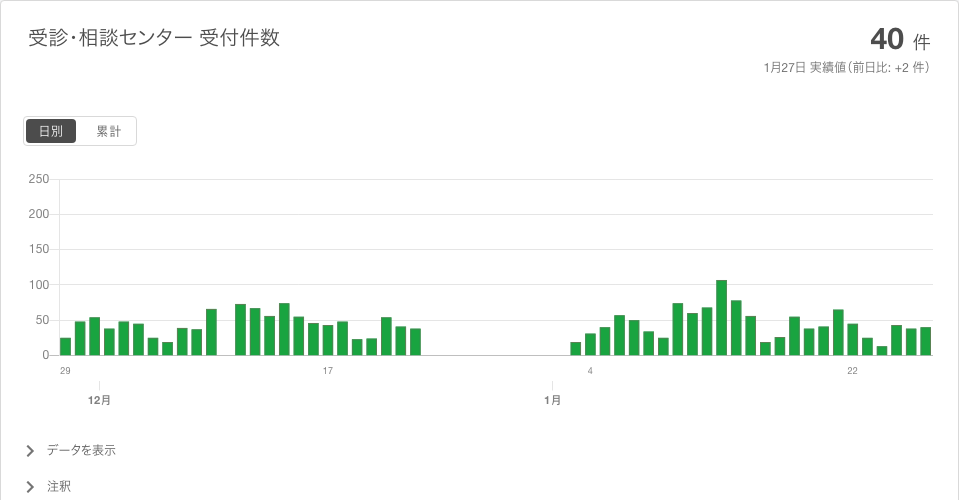 受診・相談センター 受付件数
40 件
1月27日 実績値（前日比: +2 件）
日別 累計
250
200
150
100
50
0
29 17 4 22
12月 1月
データを表示
注釈